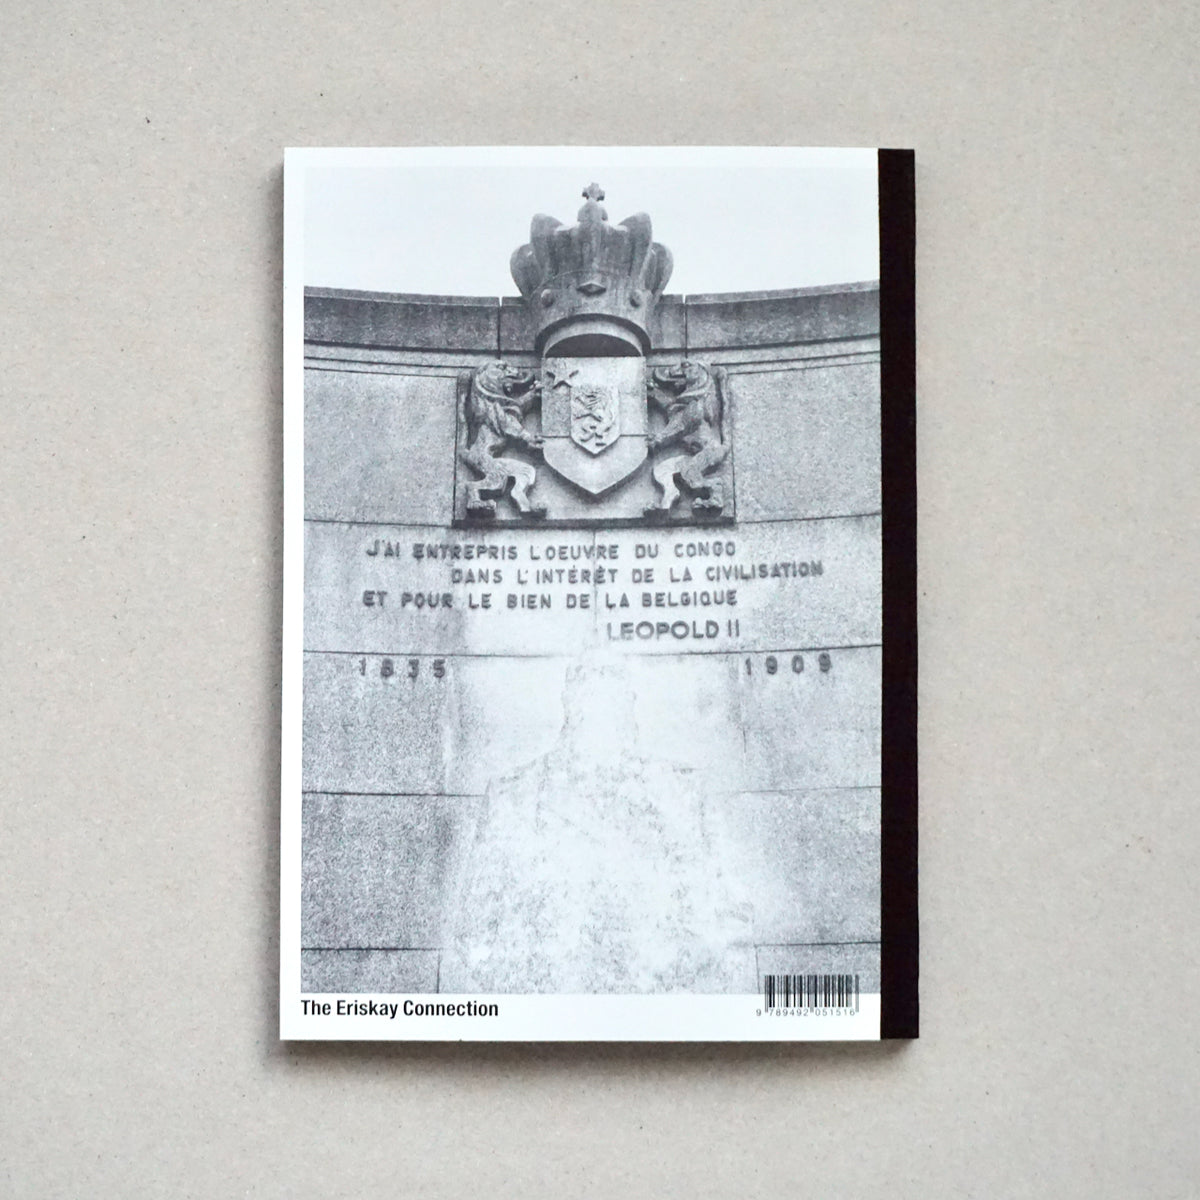 J'AI ENTREPRIS L'OEUVRE DU CONGO
DANS L'INTÉRÊT DE LA CIVILISATION
ET POUR LE BIEN DE LA BELGIQUE
LEOPOLD II
1835 1909
The Eriskay Connection
9 789492 051516